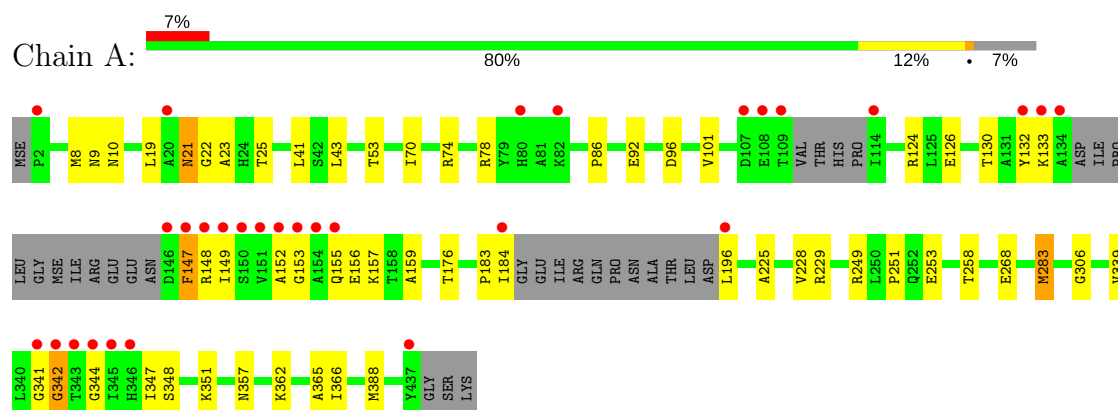 7%
Chain A:
80% 12% • 7%
MSE P2 M8 N9 N10 L19 A20 N21 G22 A23 H24 T25 L41 S42 L43 T53 I70 R74 R78 Y79 H80 A81 K82 P86 E92 D96 V101 D107 E108 T109 VAL THR HIS PRO I114 R124 L125 E126 T130 A131 Y132 K133 A134 ASP ILE PRO
LEU GLY MSE ILE ARG GLU GLU ASN D146 F147 R148 I149 S150 V151 A152 G153 A154 Q155 E156 K157 T158 A159 T176 P183 I184 GLY GLU ILE ARG GLN PRO ASN ALA THR LEU ASP L196 A225 V228 R229 R249 L250 P251 Q252 E253 T258 E268 M283 G306 V339
L340 G341 G342 T343 G344 I345 H346 I347 S348 K351 N357 K362 A365 I366 M388 Y437 GLY SER LYS